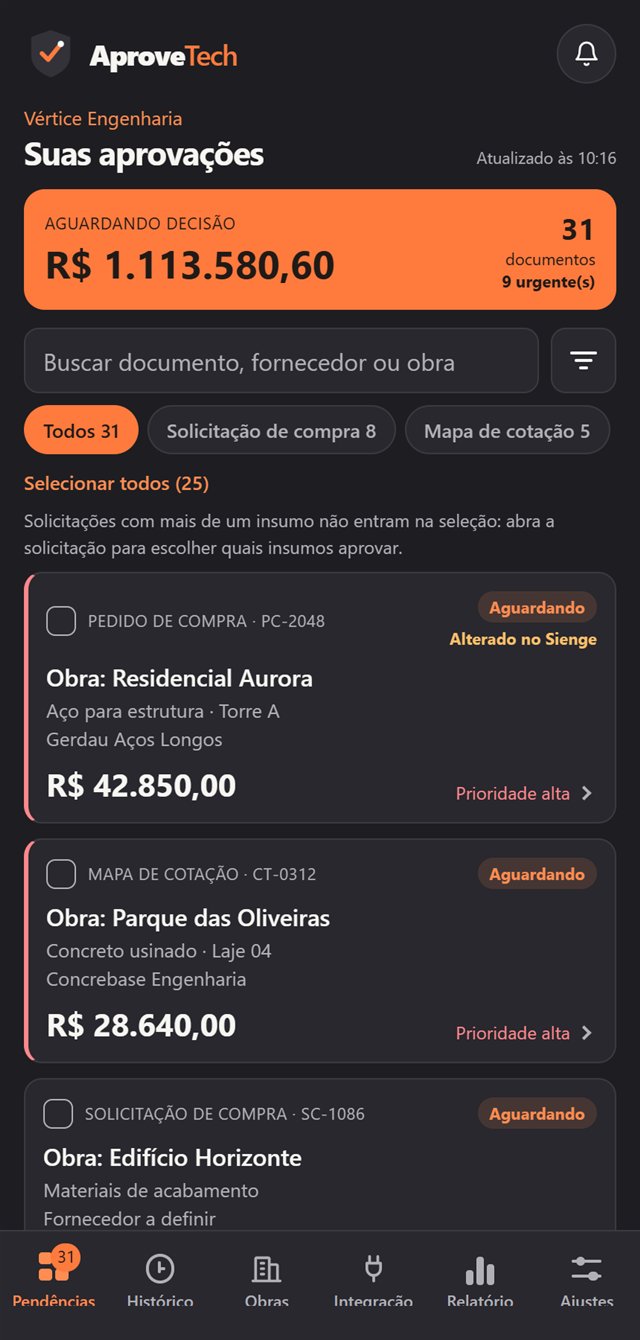 AproveTech
Vértice Engenharia
Suas aprovações
Atualizado às 10:16
AGUARDANDO DECISÃO
R$ 1.113.580,60
31
documentos
9 urgente(s)
Buscar documento, fornecedor ou obra
Todos 31
Solicitação de compra 8
Mapa de cotação 5
Selecionar todos (25)
Solicitações com mais de um insumo não entram na seleção: abra a
solicitação para escolher quais insumos aprovar.
PEDIDO DE COMPRA · PC-2048
Aguardando
Alterado no Sienge
Obra: Residencial Aurora
Aço para estrutura · Torre A
Gerdau Aços Longos
R$ 42.850,00
Prioridade alta
MAPA DE COTAÇÃO · CT-0312
Aguardando
Obra: Parque das Oliveiras
Concreto usinado · Laje 04
Concrebase Engenharia
R$ 28.640,00
Prioridade alta
SOLICITAÇÃO DE COMPRA · SC-1086
Aguardando
Obra: Edifício Horizonte
Materiais de acabamento
Fornecedor a definir
31
Pendências
Histórico
Obras
Integração
Relatório
Ajustes